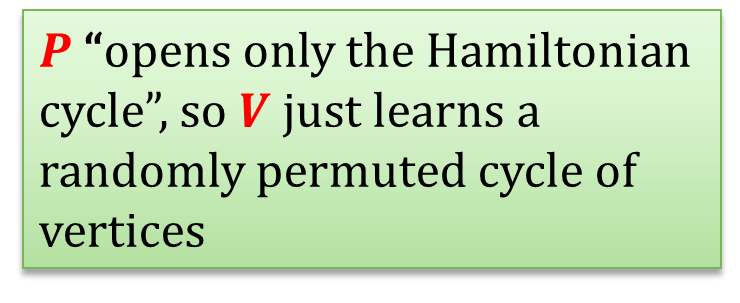 P “opens only the Hamiltonian
cycle”, so V just learns a
randomly permuted cycle of
vertices